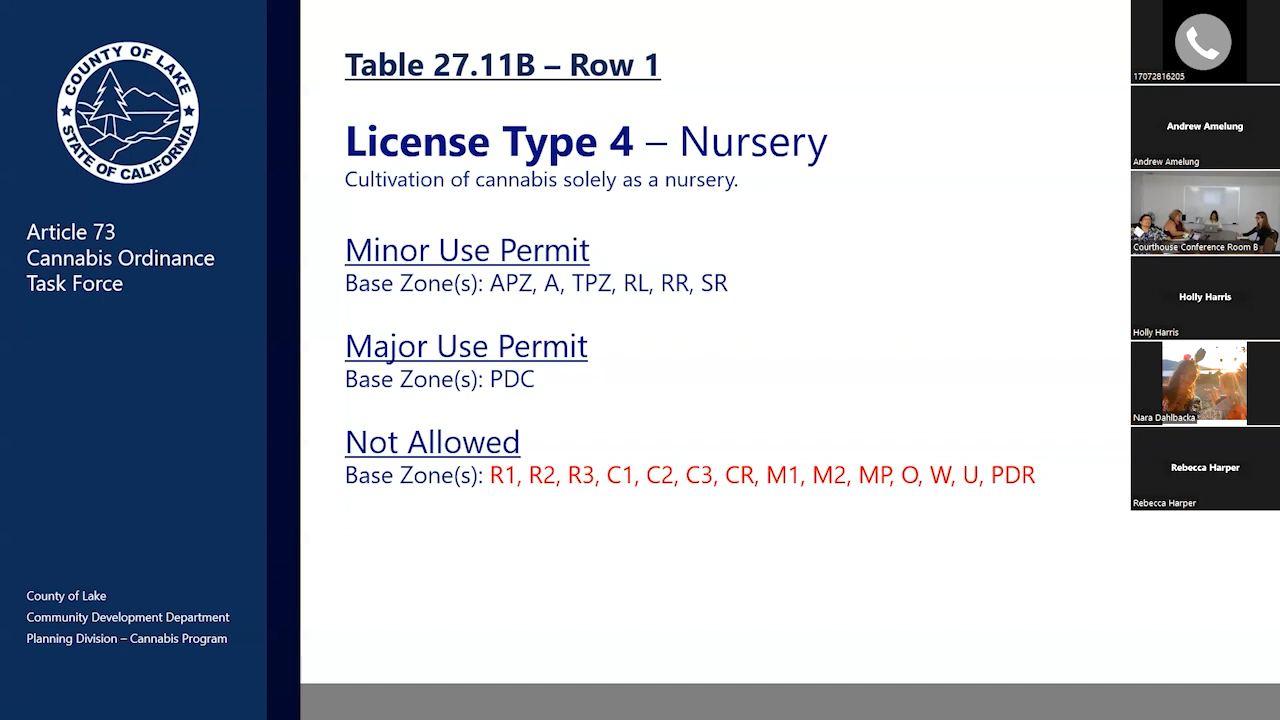 COUNTY OF LAKE
STATE OF CALIFORNIA
Article 73
Cannabis Ordinance
Task Force
County of Lake
Community Development Department
Planning Division – Cannabis Program
Table 27.11B – Row 1
License Type 4 – Nursery
Cultivation of cannabis solely as a nursery.
Minor Use Permit
Base Zone(s): APZ, A, TPZ, RL, RR, SR
Major Use Permit
Base Zone(s): PDC
Not Allowed
Base Zone(s): R1, R2, R3, C1, C2, C3, CR, M1, M2, MP, O, W, U, PDR
17072816205
Andrew Amelung
Andrew Amelung
Courthouse Conference Room B
Holly Harris
Holly Harris
Nara Dahlbacka
Rebecca Harper
Rebecca Harper